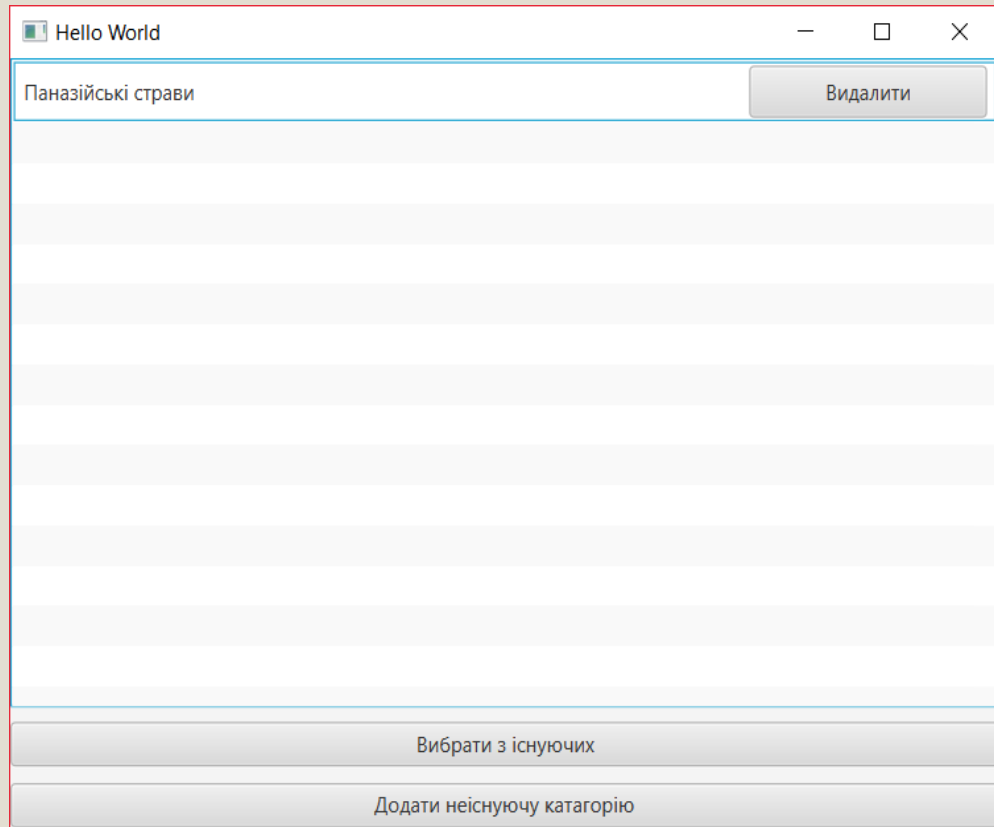 Hello World
Паназійські страви
Видалити
Вибрати з існуючих
Додати неіснуючу катагорію